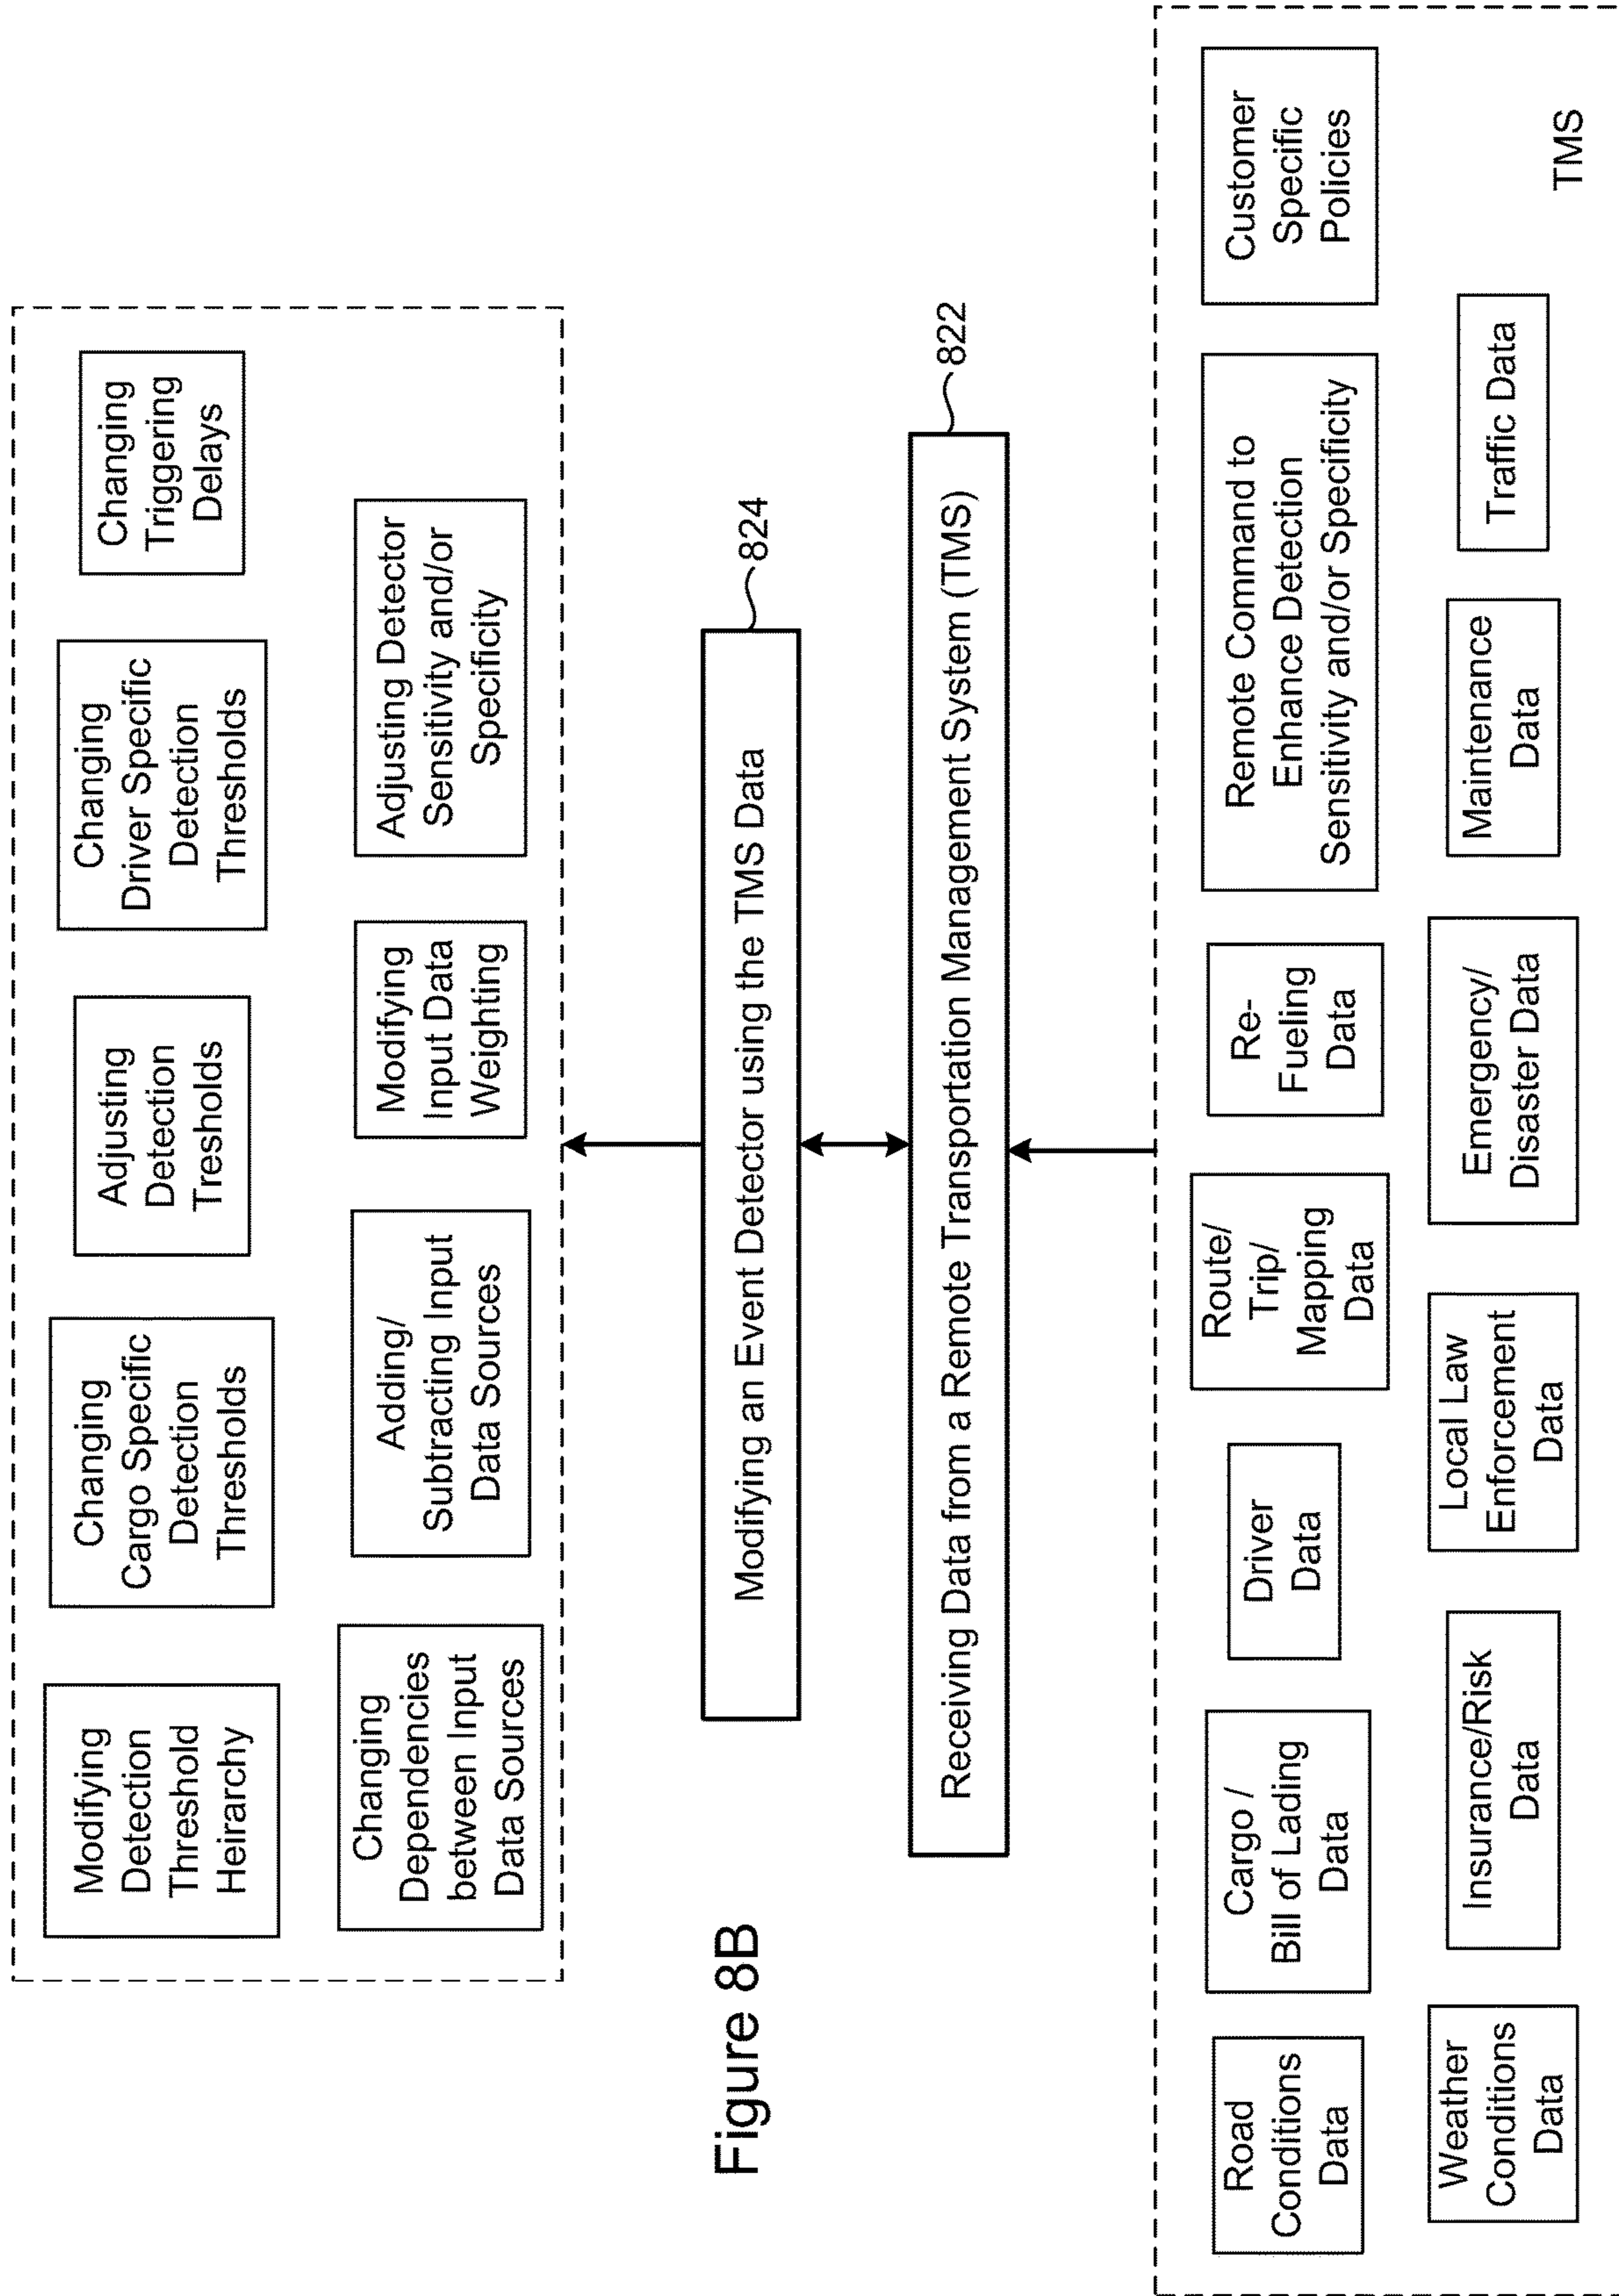 Modifying
Detection
Threshold
Heirarchy
Changing
Cargo Specific
Detection
Thresholds
Adjusting
Detection
Tresholds
Changing
Driver Specific
Detection
Thresholds
Changing
Triggering
Delays
Changing
Dependencies
between Input
Data Sources
Adding/
Subtracting Input
Data Sources
Modifying
Input Data
Weighting
Adjusting Detector
Sensitivity and/or
Specificity
824
Modifying an Event Detector using the TMS Data
Figure 8B
822
Receiving Data from a Remote Transportation Management System (TMS)
Road
Conditions
Data
Cargo /
Bill of Lading
Data
Driver
Data
Route/
Trip/
Mapping
Data
Re-
Fueling
Data
Remote Command to
Enhance Detection
Sensitivity and/or Specificity
Customer
Specific
Policies
Weather
Conditions
Data
Insurance/Risk
Data
Local Law
Enforcement
Data
Emergency/
Disaster Data
Maintenance
Data
Traffic Data
TMS